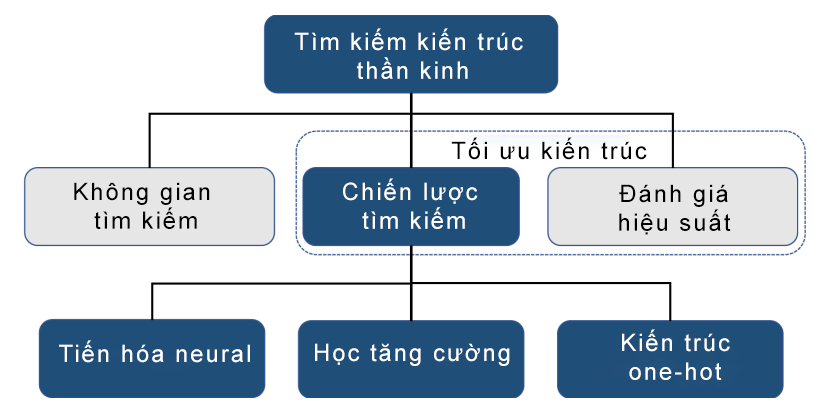 Tìm kiếm kiến trúc
thần kinh
Tối ưu kiến trúc
Không gian
tìm kiếm
Chiến lược
tìm kiếm
Đánh giá
hiệu suất
Tiến hóa neural
Học tăng cường
Kiến trúc
one-hot